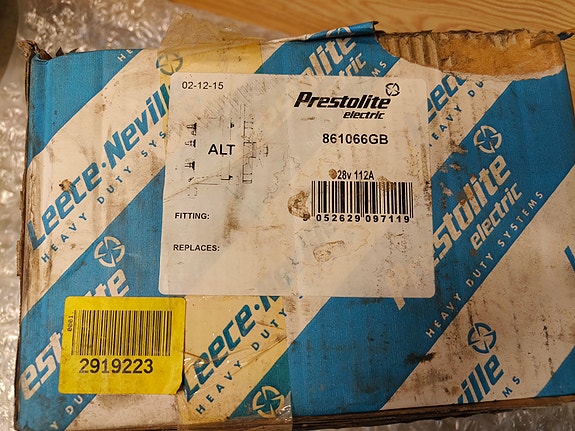 02-12-15
Prestolite
electric
861066GB
ALT
28v 112A
052629 097119
FITTING:
REPLACES:
Leece-Neville
HEAVY DUTY SYSTEMS
Prestolite
electric
HEAVY DUTY SYSTEMS
Leece-Neville
HEAVY DUTY
2919223